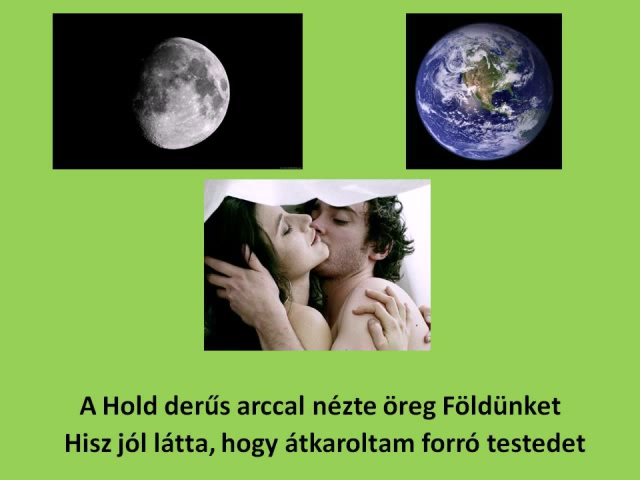 A Hold derűs arccal nézte öreg Földünket
Hisz jól látta, hogy átkaroltam forró testedet